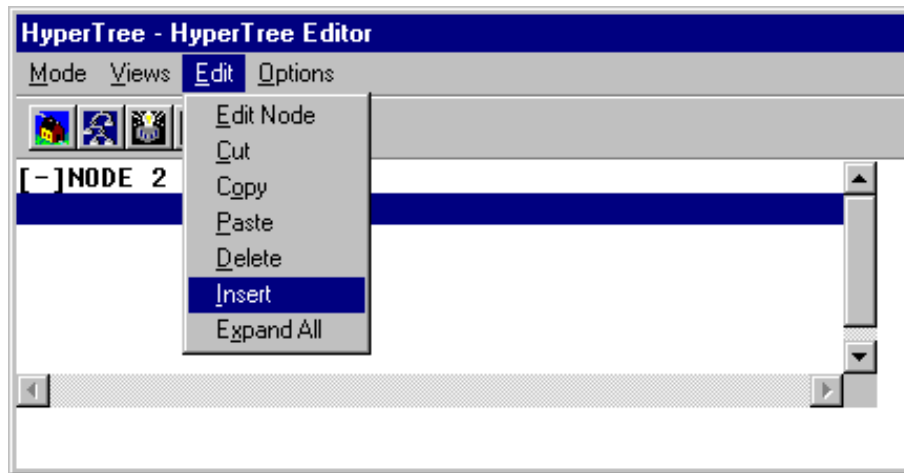 HyperTree - HyperTree Editor
Mode Views Edit Options
Edit Node
Cut
[-]NODE 2
Copy
Paste
Delete
Insert
Expand All